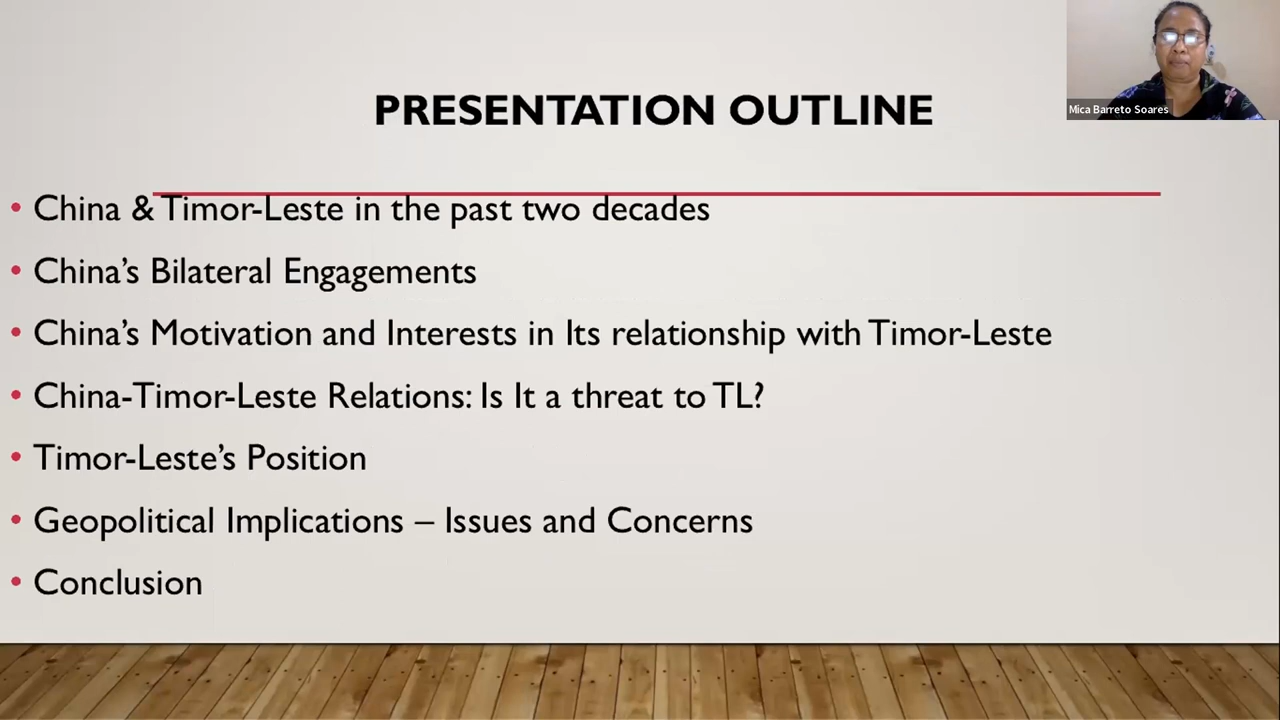 PRESENTATION OUTLINE
Mica Barreto Soares
• China & Timor-Leste in the past two decades
• China’s Bilateral Engagements
• China’s Motivation and Interests in Its relationship with Timor-Leste
• China-Timor-Leste Relations: Is It a threat to TL?
• Timor-Leste’s Position
• Geopolitical Implications – Issues and Concerns
• Conclusion